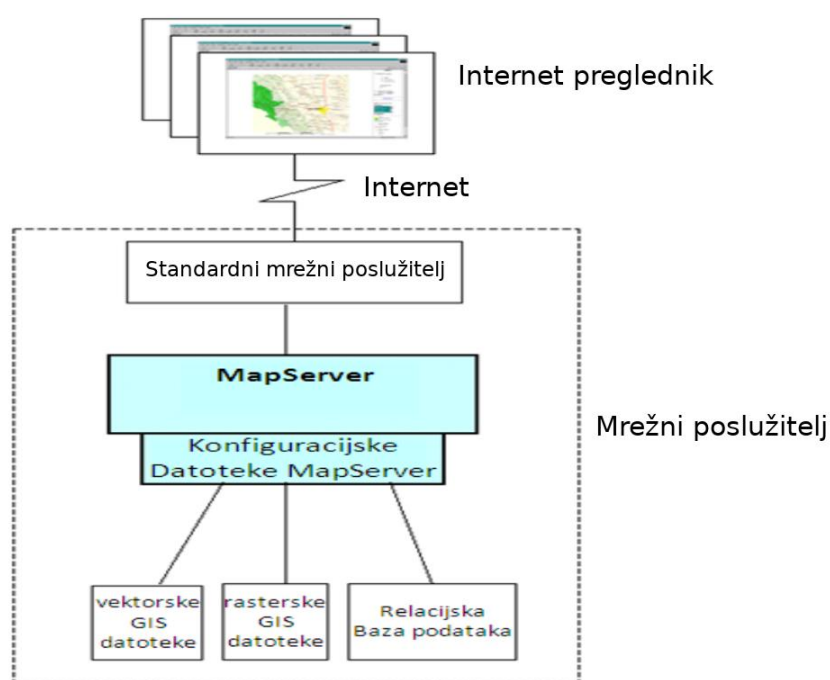 Internet preglednik
Internet
Standardni mrežni poslužitelj
MapServer
Konfiguracijske
Datoteke MapServer
Mrežni poslužitelj
vektorske
GIS
datoteke
rasterske
GIS
datoteke
Relacijska
Baza podataka